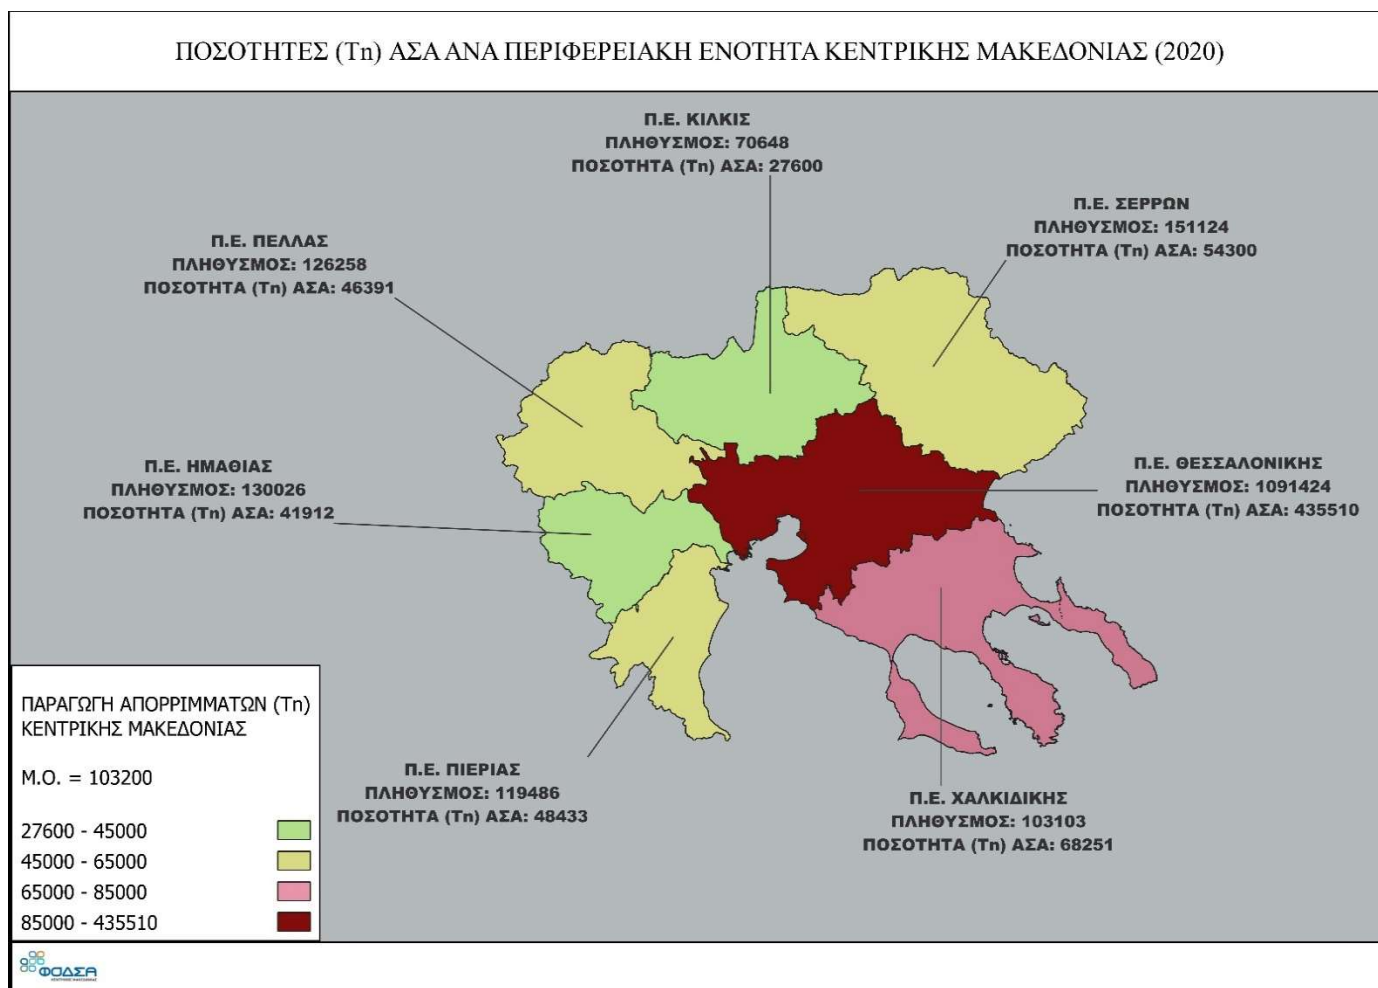 ΠΟΣΟΤΗΤΕΣ (Tn) ΑΣΑ ΑΝΑ ΠΕΡΙΦΕΡΕΙΑΚΗ ΕΝΟΤΗΤΑ ΚΕΝΤΡΙΚΗΣ ΜΑΚΕΔΟΝΙΑΣ (2020)
Π.Ε. ΚΙΛΚΙΣ
ΠΛΗΘΥΣΜΟΣ: 70648
ΠΟΣΟΤΗΤΑ (Tn) ΑΣΑ: 27600
Π.Ε. ΣΕΡΡΩΝ
ΠΛΗΘΥΣΜΟΣ: 151124
ΠΟΣΟΤΗΤΑ (Tn) ΑΣΑ: 54300
Π.Ε. ΠΕΛΛΑΣ
ΠΛΗΘΥΣΜΟΣ: 126258
ΠΟΣΟΤΗΤΑ (Tn) ΑΣΑ: 46391
Π.Ε. ΗΜΑΘΙΑΣ
ΠΛΗΘΥΣΜΟΣ: 130026
ΠΟΣΟΤΗΤΑ (Tn) ΑΣΑ: 41912
Π.Ε. ΘΕΣΣΑΛΟΝΙΚΗΣ
ΠΛΗΘΥΣΜΟΣ: 1091424
ΠΟΣΟΤΗΤΑ (Tn) ΑΣΑ: 435510
Π.Ε. ΠΙΕΡΙΑΣ
ΠΛΗΘΥΣΜΟΣ: 119486
ΠΟΣΟΤΗΤΑ (Tn) ΑΣΑ: 48433
Π.Ε. ΧΑΛΚΙΔΙΚΗΣ
ΠΛΗΘΥΣΜΟΣ: 103103
ΠΟΣΟΤΗΤΑ (Tn) ΑΣΑ: 68251
ΠΑΡΑΓΩΓΗ ΑΠΟΡΡΙΜΜΑΤΩΝ (Tn)
ΚΕΝΤΡΙΚΗΣ ΜΑΚΕΔΟΝΙΑΣ
Μ.Ο. = 103200
27600 - 45000
45000 - 65000
65000 - 85000
85000 - 435510
ΦΟΔΣΑ